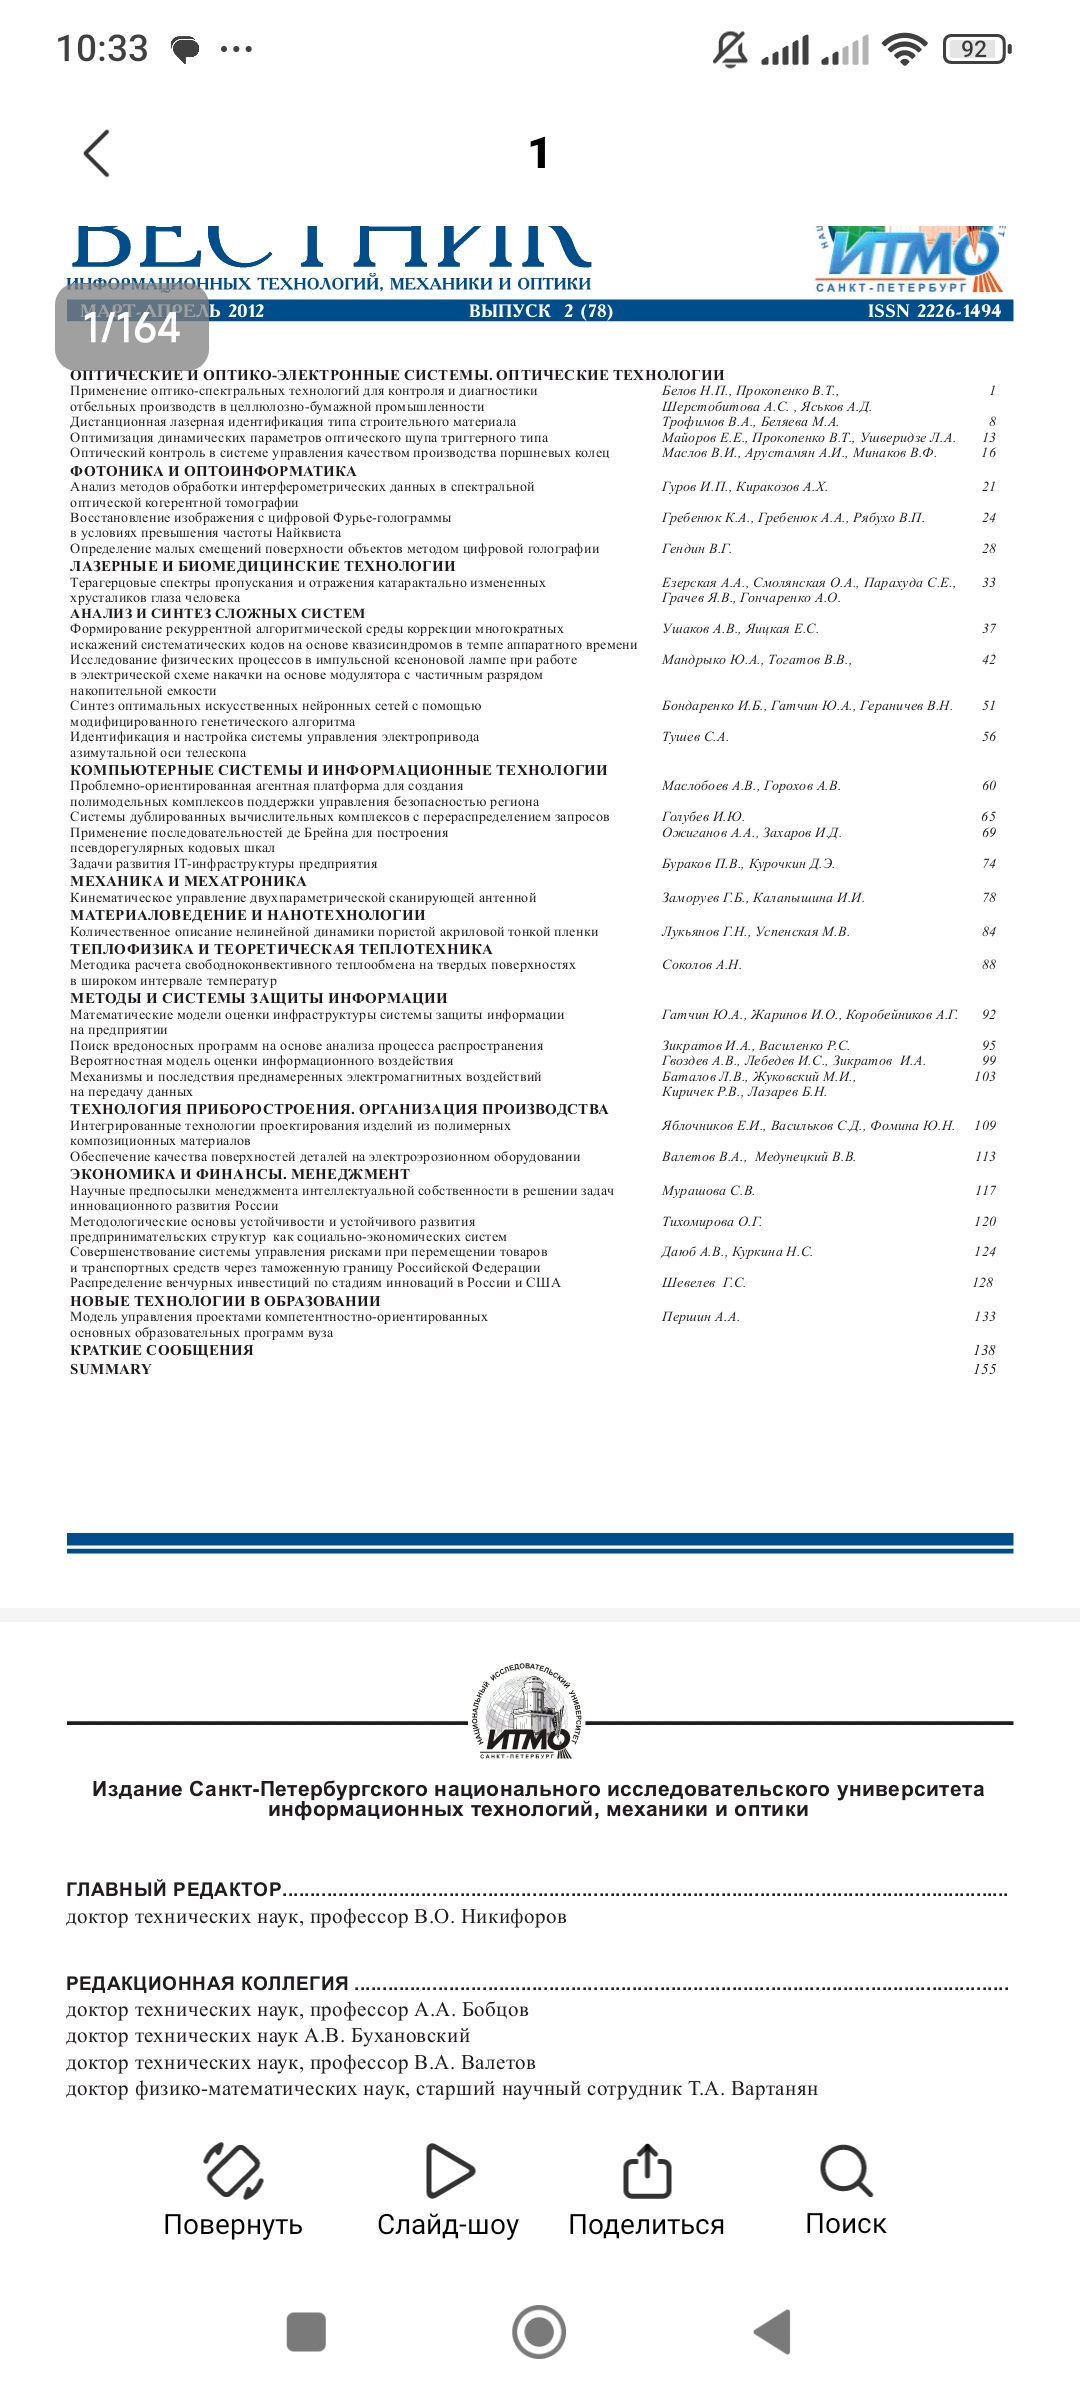 10:33
92
1
ВЕСТНИК
ИТМО
САНКТ-ПЕТЕРБУРГ
ИНФОРМАЦИОННЫХ ТЕХНОЛОГИЙ, МЕХАНИКИ И ОПТИКИ
МАРТ-АПРЕЛЬ 2012 ВЫПУСК 2 (78) ISSN 2226-1494
1/164
ОПТИЧЕСКИЕ И ОПТИКО-ЭЛЕКТРОННЫЕ СИСТЕМЫ. ОПТИЧЕСКИЕ ТЕХНОЛОГИИ
Применение оптико-спектральных технологий для контроля и диагностики Белов Н.П., Прокопенко В.Т., 1
отбельных производств в целлюлозно-бумажной промышленности Шерстобитова А.С. , Яськов А.Д.
Дистанционная лазерная идентификация типа строительного материала Трофимов В.А., Беляева М.А. 8
Оптимизация динамических параметров оптического щупа триггерного типа Майоров Е.Е., Прокопенко В.Т., Ушверидзе Л.А. 13
Оптический контроль в системе управления качеством производства поршневых колец Маслов В.И., Арустамян А.И., Минаков В.Ф. 16
ФОТОНИКА И ОПТОИНФОРМАТИКА
Анализ методов обработки интерферометрических данных в спектральной Гуров И.П., Киракозов А.Х. 21
оптической когерентной томографии
Восстановление изображения с цифровой Фурье-голограммы Гребенюк К.А., Гребенюк А.А., Рябухо В.П. 24
в условиях превышения частоты Найквиста
Определение малых смещений поверхности объектов методом цифровой голографии Гендин В.Г. 28
ЛАЗЕРНЫЕ И БИОМЕДИЦИНСКИЕ ТЕХНОЛОГИИ
Терагерцовые спектры пропускания и отражения катарактально измененных Езерская А.А., Смолянская О.А., Парахуда С.Е., 33
хрусталиков глаза человека Грачев Я.В., Гончаренко А.О.
АНАЛИЗ И СИНТЕЗ СЛОЖНЫХ СИСТЕМ
Формирование рекуррентной алгоритмической среды коррекции многократных Ушаков А.В., Яицкая Е.С. 37
искажений систематических кодов на основе квазисиндромов в темпе аппаратного времени
Исследование физических процессов в импульсной ксеноновой лампе при работе Мандрыко Ю.А., Тогатов В.В., 42
в электрической схеме накачки на основе модулятора с частичным разрядом
накопительной емкости
Синтез оптимальных искусственных нейронных сетей с помощью Бондаренко И.Б., Гатчин Ю.А., Гераничев В.Н. 51
модифицированного генетического алгоритма
Идентификация и настройка системы управления электропривода Тушев С.А. 56
азимутальной оси телескопа
КОМПЬЮТЕРНЫЕ СИСТЕМЫ И ИНФОРМАЦИОННЫЕ ТЕХНОЛОГИИ
Проблемно-ориентированная агентная платформа для создания Маслобоев А.В., Горохов А.В. 60
полимодельных комплексов поддержки управления безопасностью региона
Системы дублированных вычислительных комплексов с перераспределением запросов Голубев И.Ю. 65
Применение последовательностей де Брейна для построения Ожиганов А.А., Захаров И.Д. 69
псевдорегулярных кодовых шкал
Задачи развития IT-инфраструктуры предприятия Бураков П.В., Курочкин Д.Э. 74
МЕХАНИКА И МЕХАТРОНИКА
Кинематическое управление двухпараметрической сканирующей антенной Заморуев Г.Б., Калапышина И.И. 78
МАТЕРИАЛОВЕДЕНИЕ И НАНОТЕХНОЛОГИИ
Количественное описание нелинейной динамики пористой акриловой тонкой пленки Лукьянов Г.Н., Успенская М.В. 84
ТЕПЛОФИЗИКА И ТЕОРЕТИЧЕСКАЯ ТЕПЛОТЕХНИКА
Методика расчета свободноконвективного теплообмена на твердых поверхностях Соколов А.Н. 88
в широком интервале температур
МЕТОДЫ И СИСТЕМЫ ЗАЩИТЫ ИНФОРМАЦИИ
Математические модели оценки инфраструктуры системы защиты информации Гатчин Ю.А., Жаринов И.О., Коробейников А.Г. 92
на предприятии
Поиск вредоносных программ на основе анализа процесса распространения Зикратов И.А., Василенко Р.С. 95
Вероятностная модель оценки информационного воздействия Гвоздев А.В., Лебедев И.С., Зикратов И.А. 99
Механизмы и последствия преднамеренных электромагнитных воздействий Баталов Л.В., Жуковский М.И., 103
на передачу данных Киричек Р.В., Лазарев Б.Н.
ТЕХНОЛОГИЯ ПРИБОРОСТРОЕНИЯ. ОРГАНИЗАЦИЯ ПРОИЗВОДСТВА
Интегрированные технологии проектирования изделий из полимерных Яблочников Е.И., Васильков С.Д., Фомина Ю.Н. 109
композиционных материалов
Обеспечение качества поверхностей деталей на электроэрозионном оборудовании Валетов В.А., Медунецкий В.В. 113
ЭКОНОМИКА И ФИНАНСЫ. МЕНЕДЖМЕНТ
Научные предпосылки менеджмента интеллектуальной собственности в решении задач Мурашова С.В. 117
инновационного развития России
Методологические основы устойчивости и устойчивого развития Тихомирова О.Г. 120
предпринимательских структур как социально-экономических систем
Совершенствование системы управления рисками при перемещении товаров Даюб А.В., Куркина Н.С. 124
и транспортных средств через таможенную границу Российской Федерации
Распределение венчурных инвестиций по стадиям инноваций в России и США Шевелев Г.С. 128
НОВЫЕ ТЕХНОЛОГИИ В ОБРАЗОВАНИИ
Модель управления проектами компетентностно-ориентированных Першин А.А. 133
основных образовательных программ вуза
КРАТКИЕ СООБЩЕНИЯ 138
SUMMARY 155
НАЦИОНАЛЬНЫЙ ИССЛЕДОВАТЕЛЬСКИЙ УНИВЕРСИТЕТ
ИТМО
САНКТ-ПЕТЕРБУРГ
Издание Санкт-Петербургского национального исследовательского университета
информационных технологий, механики и оптики
ГЛАВНЫЙ РЕДАКТОР
доктор технических наук, профессор В.О. Никифоров
РЕДАКЦИОННАЯ КОЛЛЕГИЯ
доктор технических наук, профессор А.А. Бобцов
доктор технических наук А.В. Бухановский
доктор технических наук, профессор В.А. Валетов
доктор физико-математических наук, старший научный сотрудник Т.А. Вартанян
Повернуть
Слайд-шоу
Поделиться
Поиск